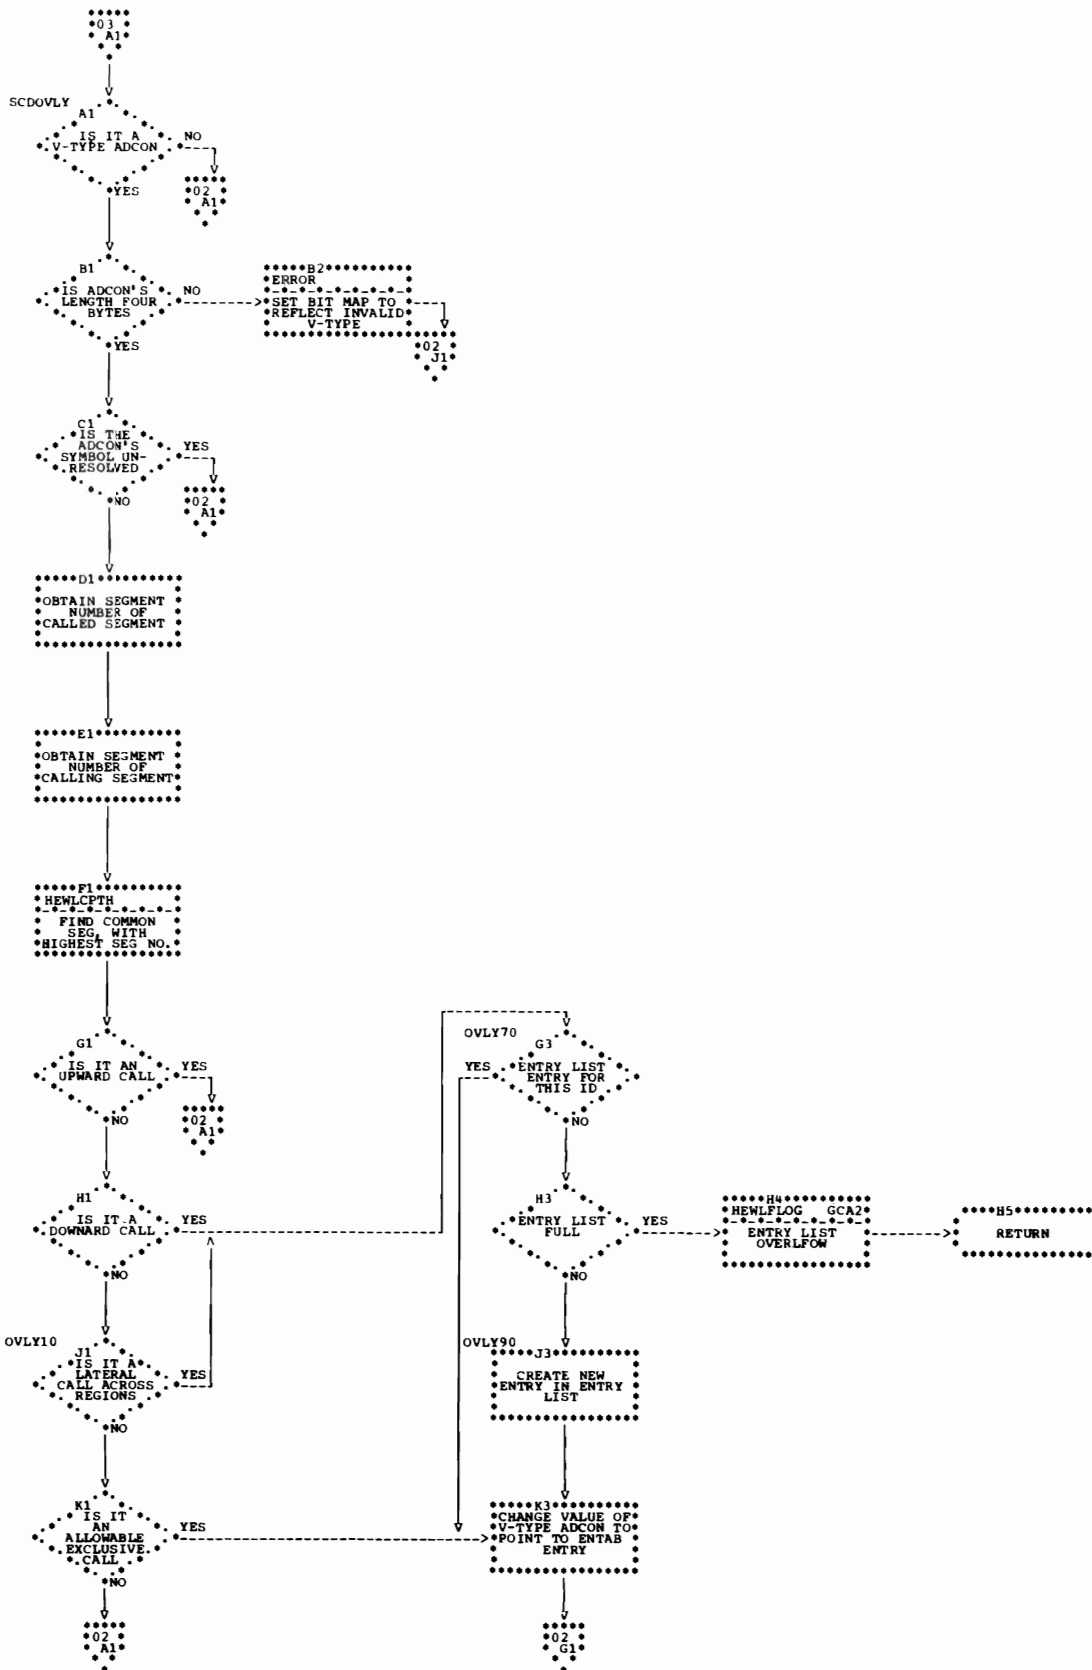 03
A1
SCDOVLY
A1
IS IT A
V-TYPE ADCON
NO
02
A1
YES
B1
IS ADCON'S
LENGTH FOUR
BYTES
NO
B2
ERROR
SET BIT MAP TO
REFLECT INVALID
V-TYPE
02
J1
YES
C1
IS THE
ADCON'S
SYMBOL UN-
RESOLVED
YES
02
A1
NO
D1
OBTAIN SEGMENT
NUMBER OF
CALLED SEGMENT
E1
OBTAIN SEGMENT
NUMBER OF
CALLING SEGMENT
F1
HEWLCPTH
FIND COMMON
SEG. WITH
HIGHEST SEG NO.
G1
IS IT AN
UPWARD CALL
YES
02
A1
NO
OVLY70
G3
ENTRY LIST
ENTRY FOR
THIS ID
YES
NO
H1
IS IT A
DOWNARD CALL
YES
NO
H3
ENTRY LIST
FULL
YES
H4
HEWLFLOG GCA2
ENTRY LIST
OVERLFOW
H5
RETURN
NO
OVLY10
J1
IS IT A
LATERAL
CALL ACROSS
REGIONS
YES
NO
OVLY90
J3
CREATE NEW
ENTRY IN ENTRY
LIST
K1
IS IT
AN
ALLOWABLE
EXCLUSIVE
CALL
YES
NO
K3
CHANGE VALUE OF
V-TYPE ADCON TO
POINT TO ENTAB
ENTRY
02
A1
02
G1